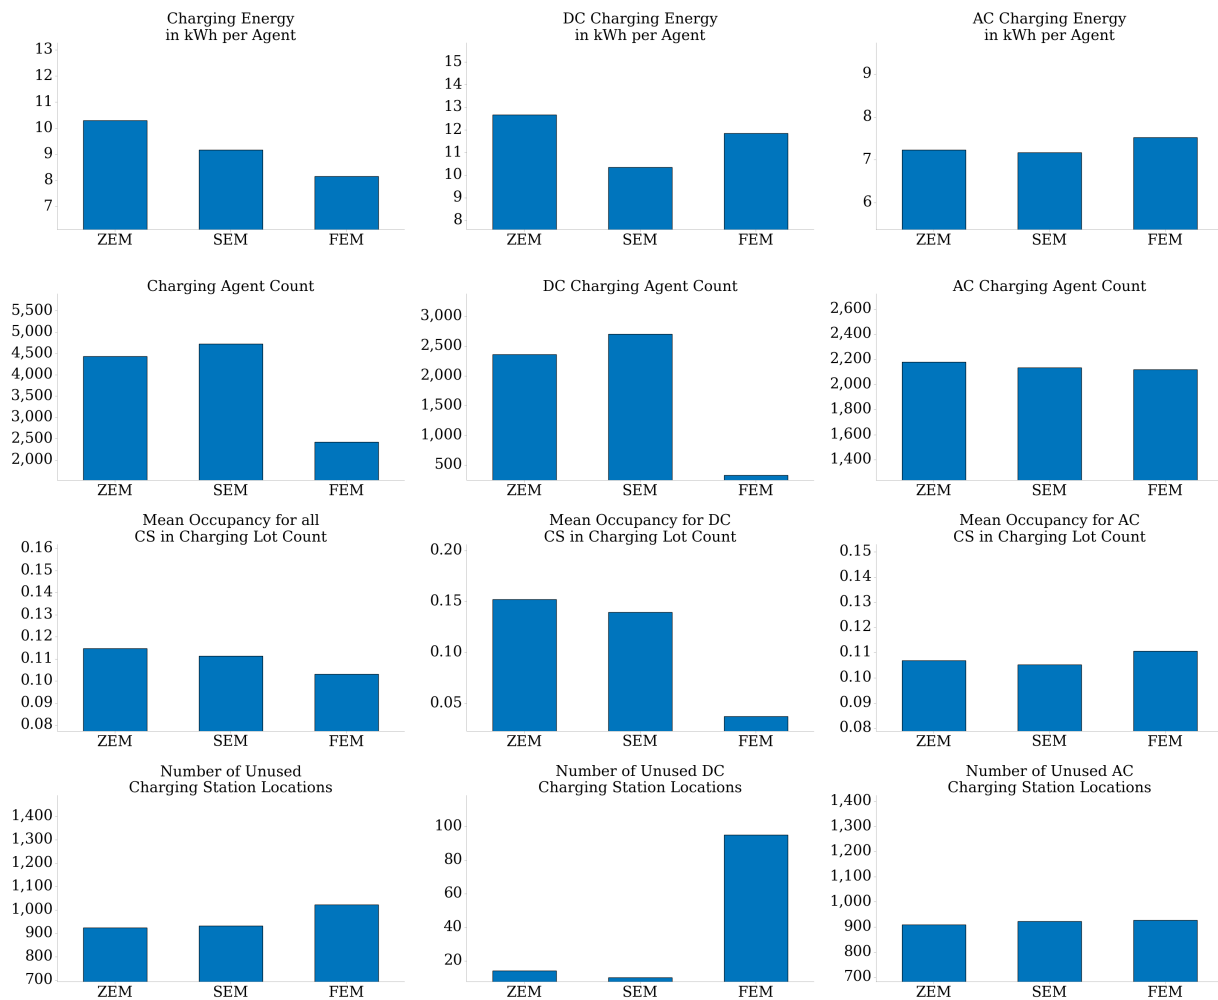 Charging Energy
in kWh per Agent
13
12
11
10
9
8
7
ZEM SEM FEM
DC Charging Energy
in kWh per Agent
15
14
13
12
11
10
9
8
ZEM SEM FEM
AC Charging Energy
in kWh per Agent
9
8
7
6
ZEM SEM FEM
Charging Agent Count
5,500
5,000
4,500
4,000
3,500
3,000
2,500
2,000
ZEM SEM FEM
DC Charging Agent Count
3,000
2,500
2,000
1,500
1,000
500
ZEM SEM FEM
AC Charging Agent Count
2,600
2,400
2,200
2,000
1,800
1,600
1,400
ZEM SEM FEM
Mean Occupancy for all
CS in Charging Lot Count
0.16
0.15
0.14
0.13
0.12
0.11
0.10
0.09
0.08
ZEM SEM FEM
Mean Occupancy for DC
CS in Charging Lot Count
0.20
0.15
0.10
0.05
ZEM SEM FEM
Mean Occupancy for AC
CS in Charging Lot Count
0.15
0.14
0.13
0.12
0.11
0.10
0.09
0.08
ZEM SEM FEM
Number of Unused
Charging Station Locations
1,400
1,300
1,200
1,100
1,000
900
800
700
ZEM SEM FEM
Number of Unused DC
Charging Station Locations
100
80
60
40
20
ZEM SEM FEM
Number of Unused AC
Charging Station Locations
1,400
1,300
1,200
1,100
1,000
900
800
700
ZEM SEM FEM